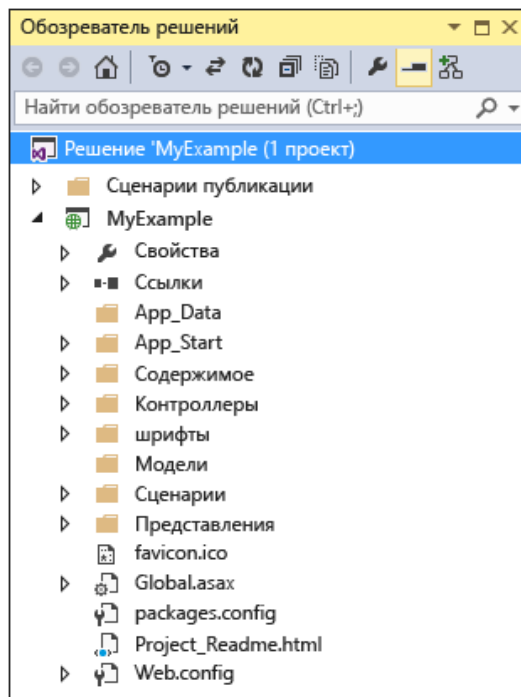 Обозреватель решений
Найти обозреватель решений (Ctrl+;)
Решение 'MyExample (1 проект)
Сценарии публикации
MyExample
Свойства
Ссылки
App_Data
App_Start
Содержимое
Контроллеры
шрифты
Модели
Сценарии
Представления
favicon.ico
Global.asax
packages.config
Project_Readme.html
Web.config